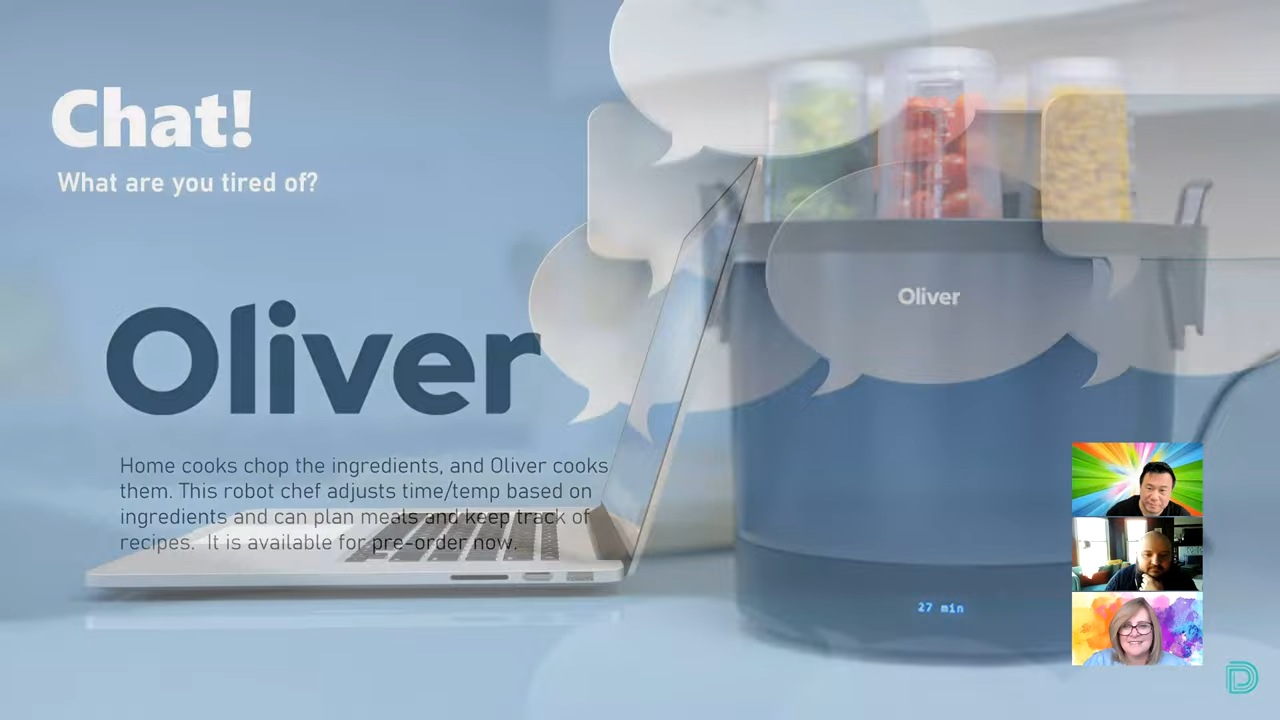 Chat!
What are you tired of?
Oliver
Oliver
Home cooks chop the ingredients, and Oliver cooks
them. This robot chef adjusts time/temp based on
ingredients and can plan meals and keep track of
recipes. It is available for pre-order now.
27 min